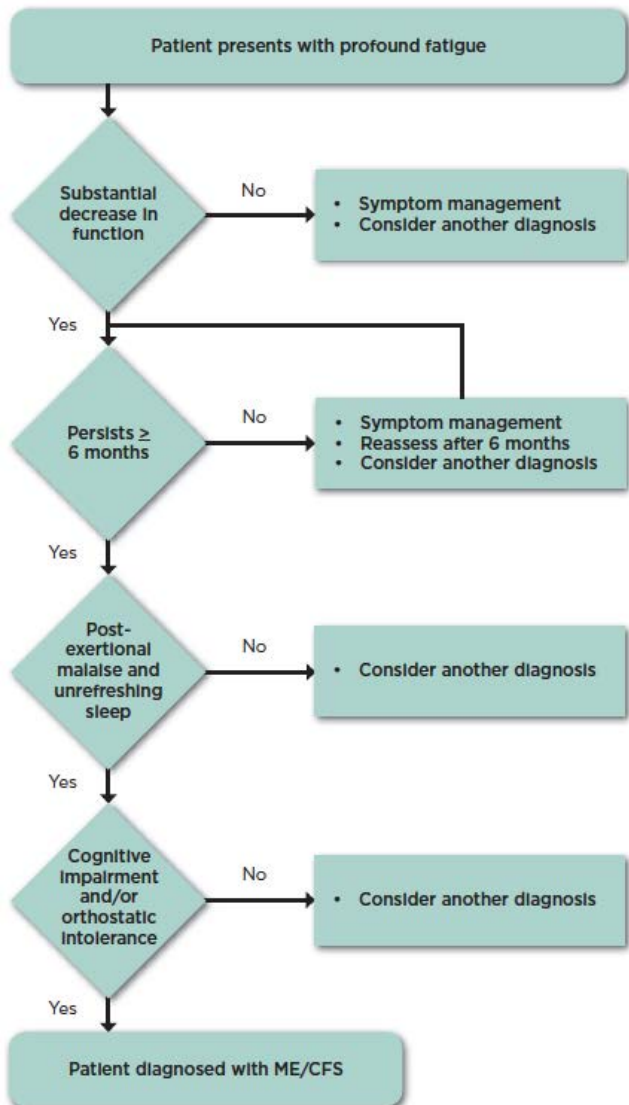 Patient presents with profound fatigue
Substantial
decrease in
function
No
• Symptom management
• Consider another diagnosis
Yes
Persists ≥
6 months
No
• Symptom management
• Reassess after 6 months
• Consider another diagnosis
Yes
Post-
exertional
malaise and
unrefreshing
sleep
No
• Consider another diagnosis
Yes
Cognitive
impairment
and/or
orthostatic
intolerance
No
• Consider another diagnosis
Yes
Patient diagnosed with ME/CFS